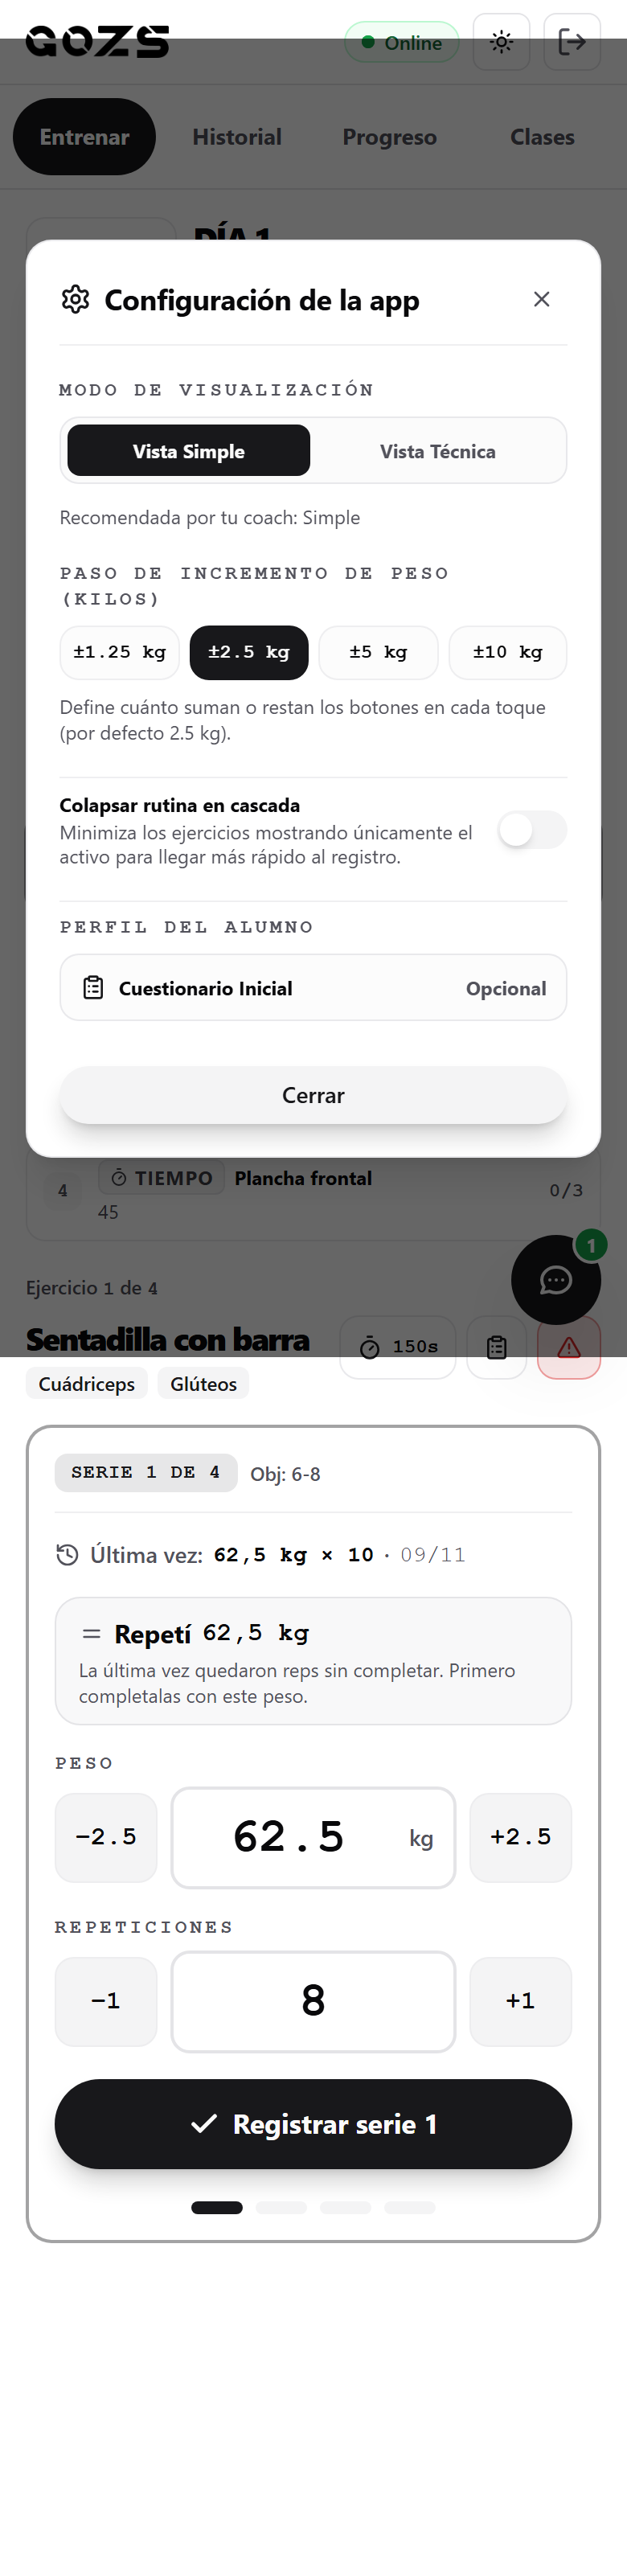 GOZS
Online
Entrenar
Historial
Progreso
Clases
DÍA 1
Configuración de la app
MODO DE VISUALIZACIÓN
Vista Simple
Vista Técnica
Recomendada por tu coach: Simple
PASO DE INCREMENTO DE PESO
(KILOS)
±1.25 kg
±2.5 kg
±5 kg
±10 kg
Define cuánto suman o restan los botones en cada toque
(por defecto 2.5 kg).
Colapsar rutina en cascada
Minimiza los ejercicios mostrando únicamente el
activo para llegar más rápido al registro.
PERFIL DEL ALUMNO
Cuestionario Inicial
Opcional
Cerrar
4
TIEMPO
Plancha frontal
0/3
45
1
Ejercicio 1 de 4
Sentadilla con barra
150s
Cuádriceps
Glúteos
SERIE 1 DE 4
Obj: 6-8
Última vez: 62,5 kg × 10 · 09/11
= Repetí 62,5 kg
La última vez quedaron reps sin completar. Primero
completalas con este peso.
PESO
−2.5
62.5
kg
+2.5
REPETICIONES
−1
8
+1
Registrar serie 1